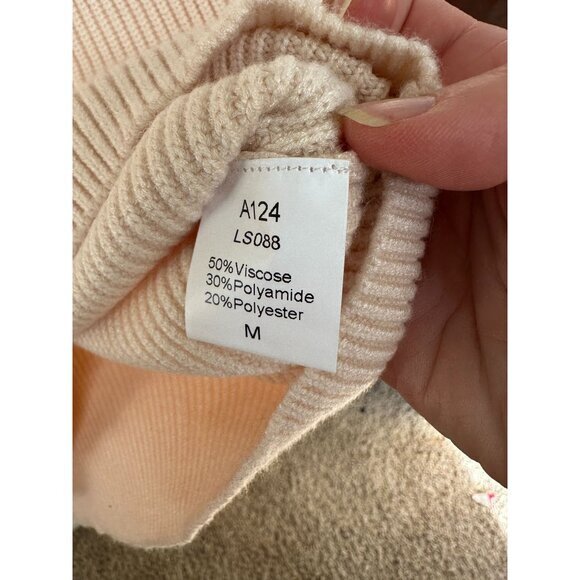 A124
LS088
50%Viscose
30%Polyamide
20%Polyester
M